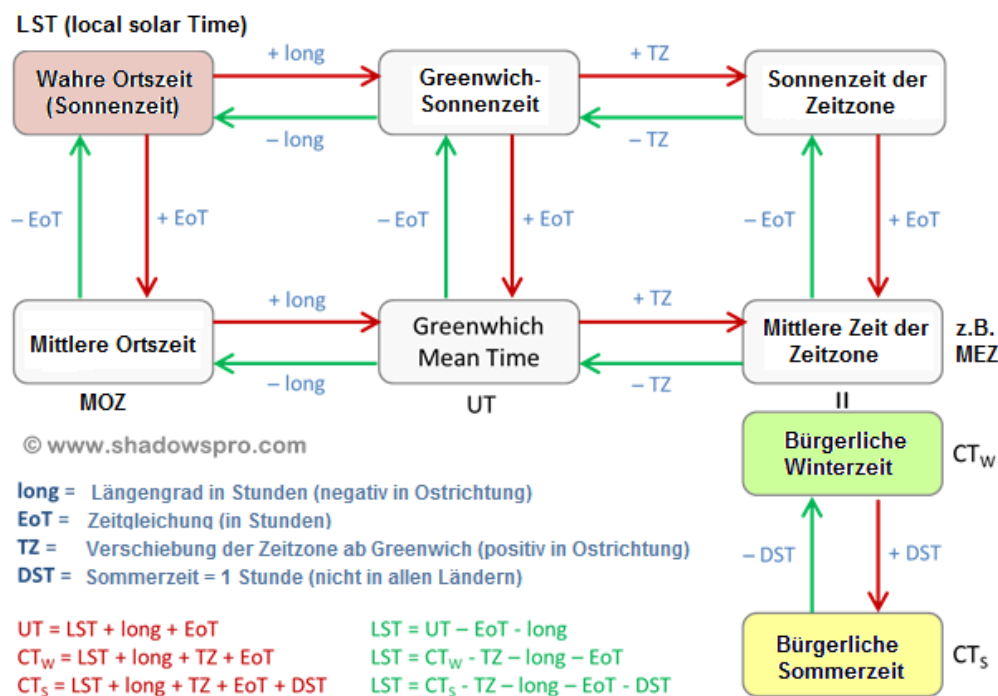 LST (local solar Time)
Wahre Ortszeit
(Sonnenzeit)
+ long
– long
Greenwich-
Sonnenzeit
+ TZ
– TZ
Sonnenzeit der
Zeitzone
– EoT
+ EoT
– EoT
+ EoT
– EoT
+ EoT
Mittlere Ortszeit
+ long
– long
Greenwhich
Mean Time
+ TZ
– TZ
Mittlere Zeit der
Zeitzone
z.B.
MEZ
MOZ
UT
=
© www.shadowspro.com
Bürgerliche
Winterzeit
CTW
long = Längengrad in Stunden (negativ in Ostrichtung)
EoT = Zeitgleichung (in Stunden)
TZ = Verschiebung der Zeitzone ab Greenwich (positiv in Ostrichtung)
DST = Sommerzeit = 1 Stunde (nicht in allen Ländern)
– DST
+ DST
UT = LST + long + EoT
CTW = LST + long + TZ + EoT
CTS = LST + long + TZ + EoT + DST
LST = UT – EoT - long
LST = CTW - TZ – long – EoT
LST = CTS - TZ – long – EoT - DST
Bürgerliche
Sommerzeit
CTS